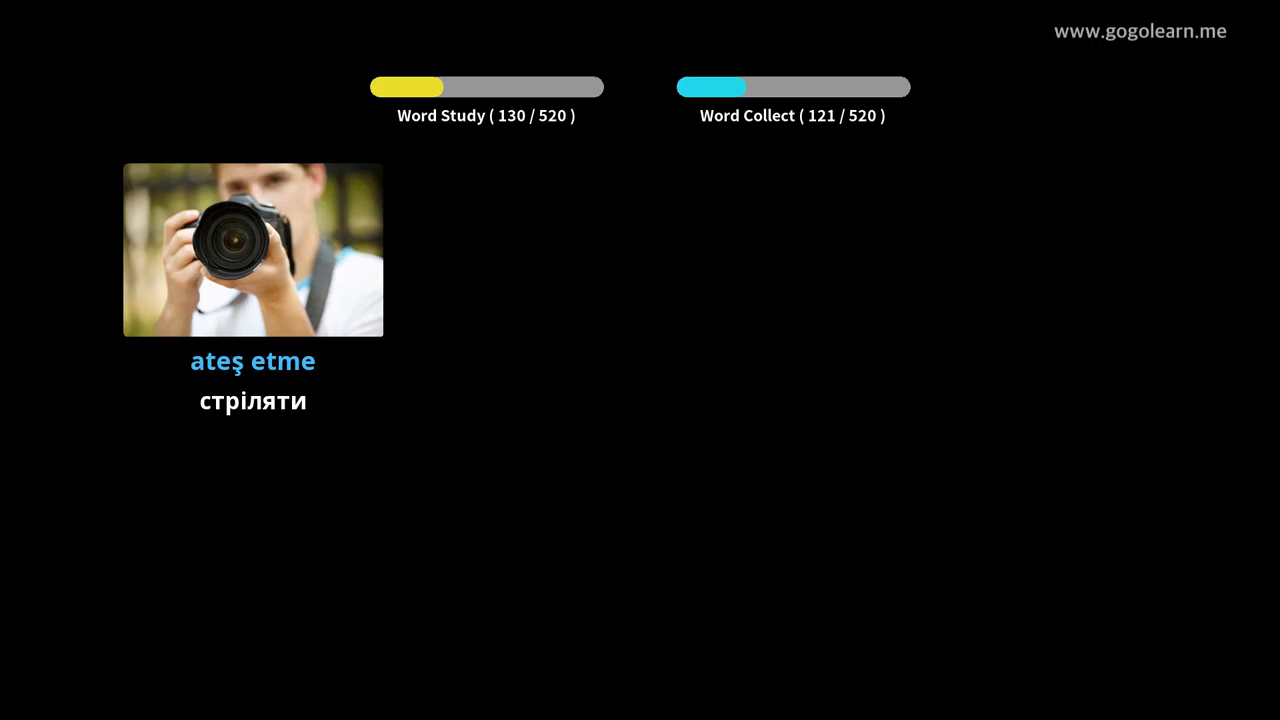 www.gogolearn.me
Word Study ( 130 / 520 )
Word Collect ( 121 / 520 )
ateş etme
стріляти